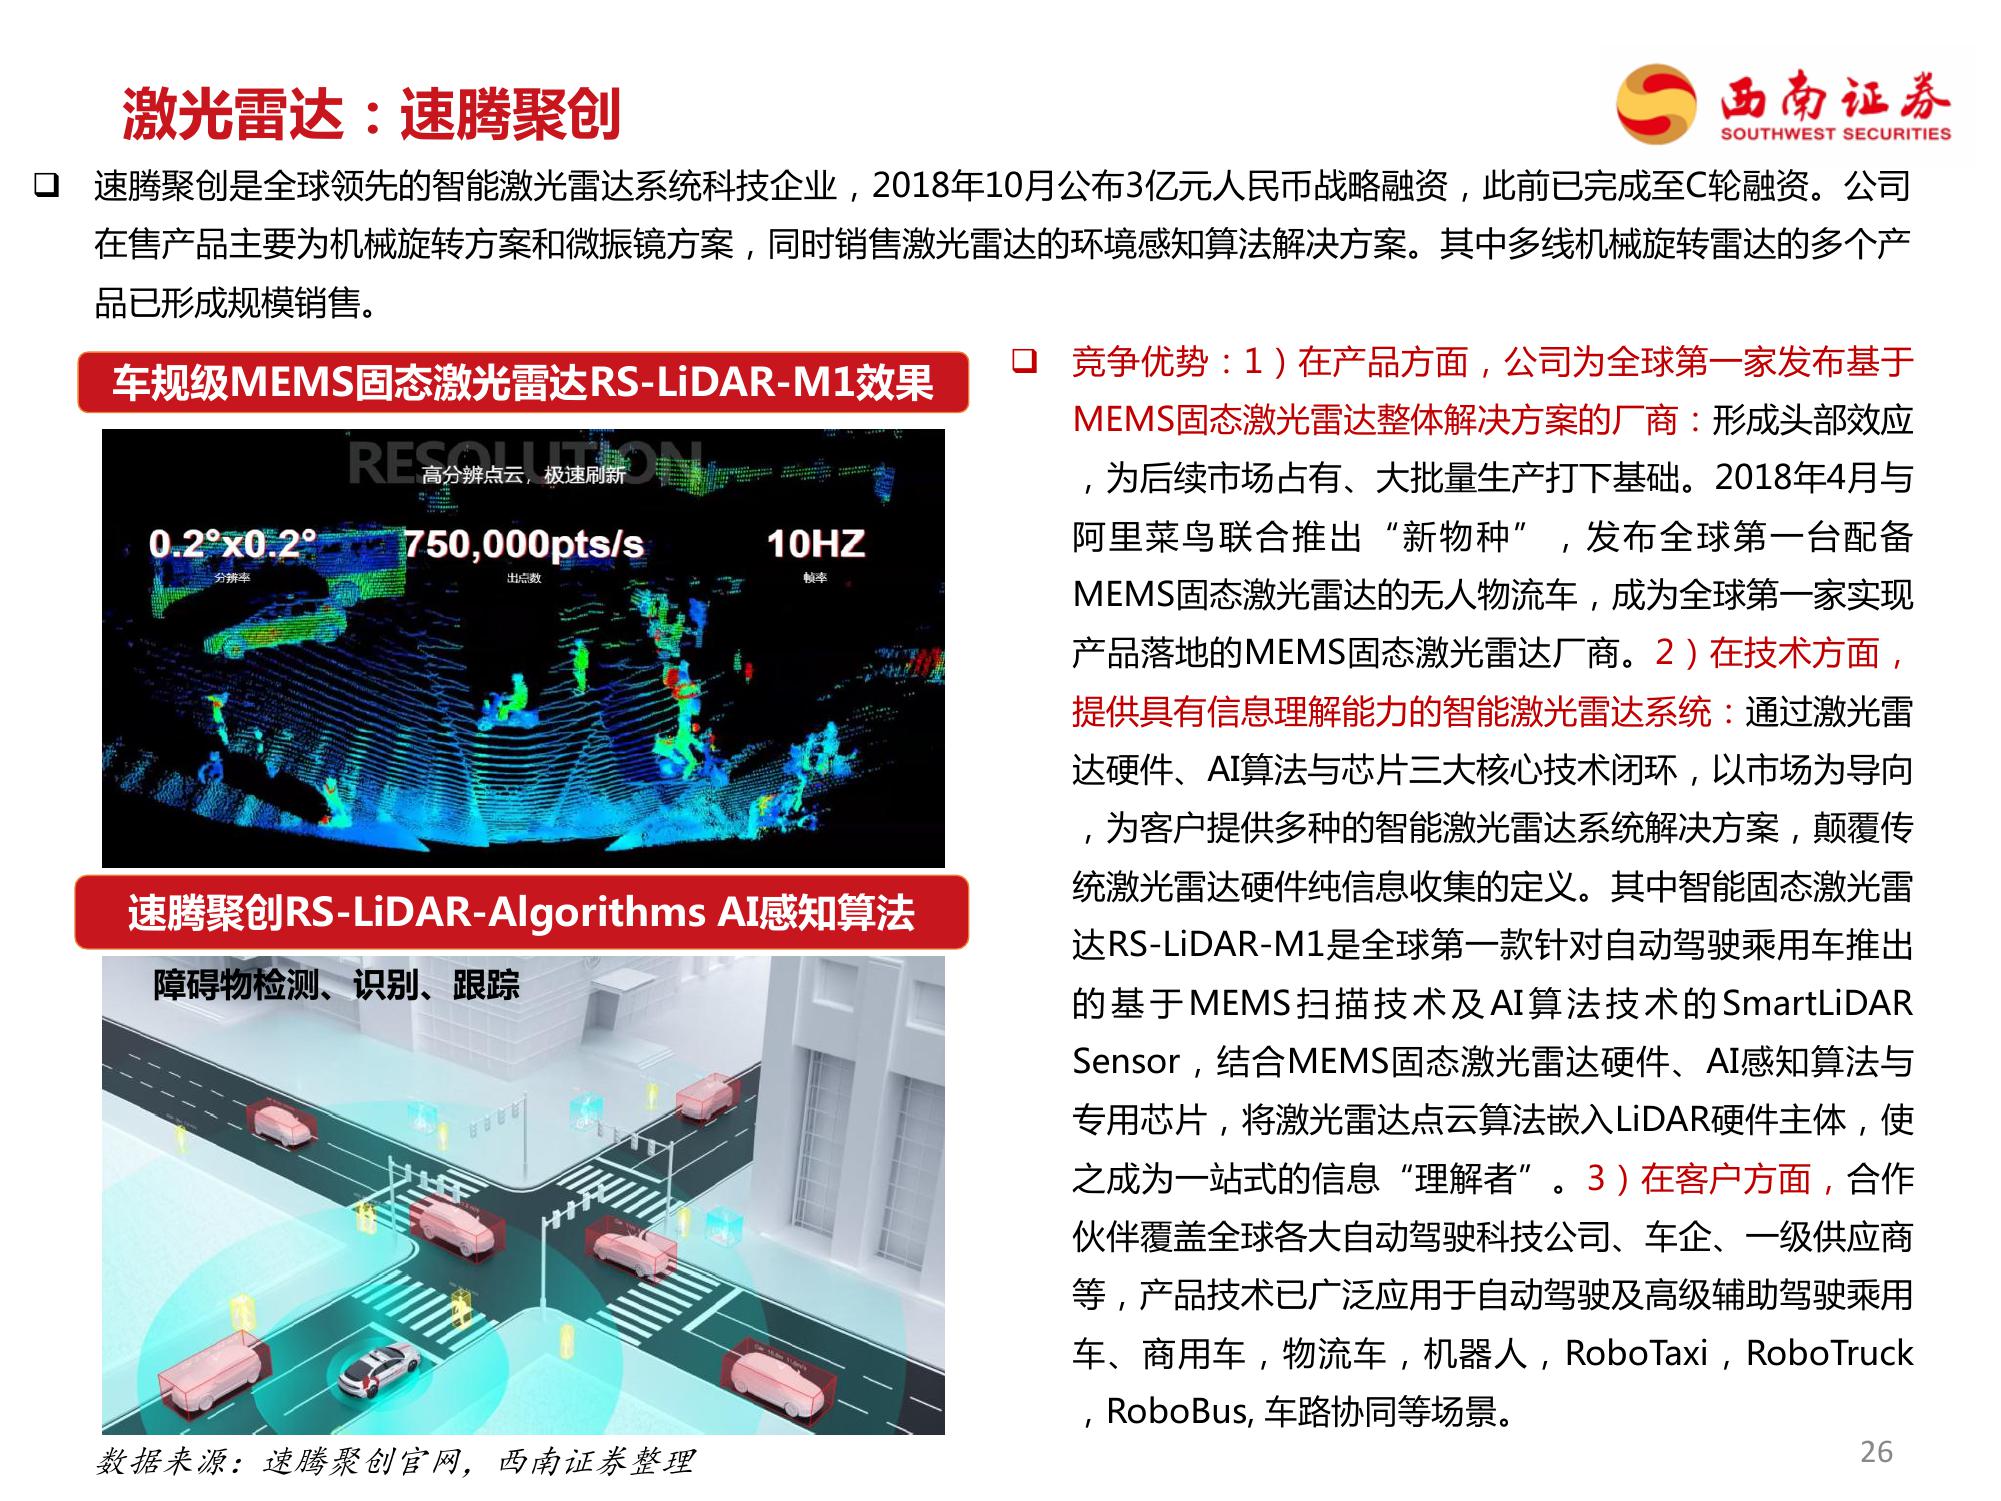 激光雷达：速腾聚创
西南证券
SOUTHWEST SECURITIES
❑ 速腾聚创是全球领先的智能激光雷达系统科技企业，2018年10月公布3亿元人民币战略融资，此前已完成至C轮融资。公司
在售产品主要为机械旋转方案和微振镜方案，同时销售激光雷达的环境感知算法解决方案。其中多线机械旋转雷达的多个产
品已形成规模销售。
车规级MEMS固态激光雷达RS-LiDAR-M1效果
RESOLUTION
高分辨点云，极速刷新
0.2°x0.2° 750,000pts/s 10HZ
分辨率 出点数 帧率
速腾聚创RS-LiDAR-Algorithms AI感知算法
障碍物检测、识别、跟踪
数据来源：速腾聚创官网，西南证券整理
❑ 竞争优势：1）在产品方面，公司为全球第一家发布基于
MEMS固态激光雷达整体解决方案的厂商：形成头部效应
，为后续市场占有、大批量生产打下基础。2018年4月与
阿里菜鸟联合推出“新物种”，发布全球第一台配备
MEMS固态激光雷达的无人物流车，成为全球第一家实现
产品落地的MEMS固态激光雷达厂商。2）在技术方面，
提供具有信息理解能力的智能激光雷达系统：通过激光雷
达硬件、AI算法与芯片三大核心技术闭环，以市场为导向
，为客户提供多种的智能激光雷达系统解决方案，颠覆传
统激光雷达硬件纯信息收集的定义。其中智能固态激光雷
达RS-LiDAR-M1是全球第一款针对自动驾驶乘用车推出
的基于MEMS扫描技术及AI算法技术的SmartLiDAR
Sensor，结合MEMS固态激光雷达硬件、AI感知算法与
专用芯片，将激光雷达点云算法嵌入LiDAR硬件主体，使
之成为一站式的信息“理解者”。3）在客户方面，合作
伙伴覆盖全球各大自动驾驶科技公司、车企、一级供应商
等，产品技术已广泛应用于自动驾驶及高级辅助驾驶乘用
车、商用车，物流车，机器人，RoboTaxi，RoboTruck
，RoboBus, 车路协同等场景。
26